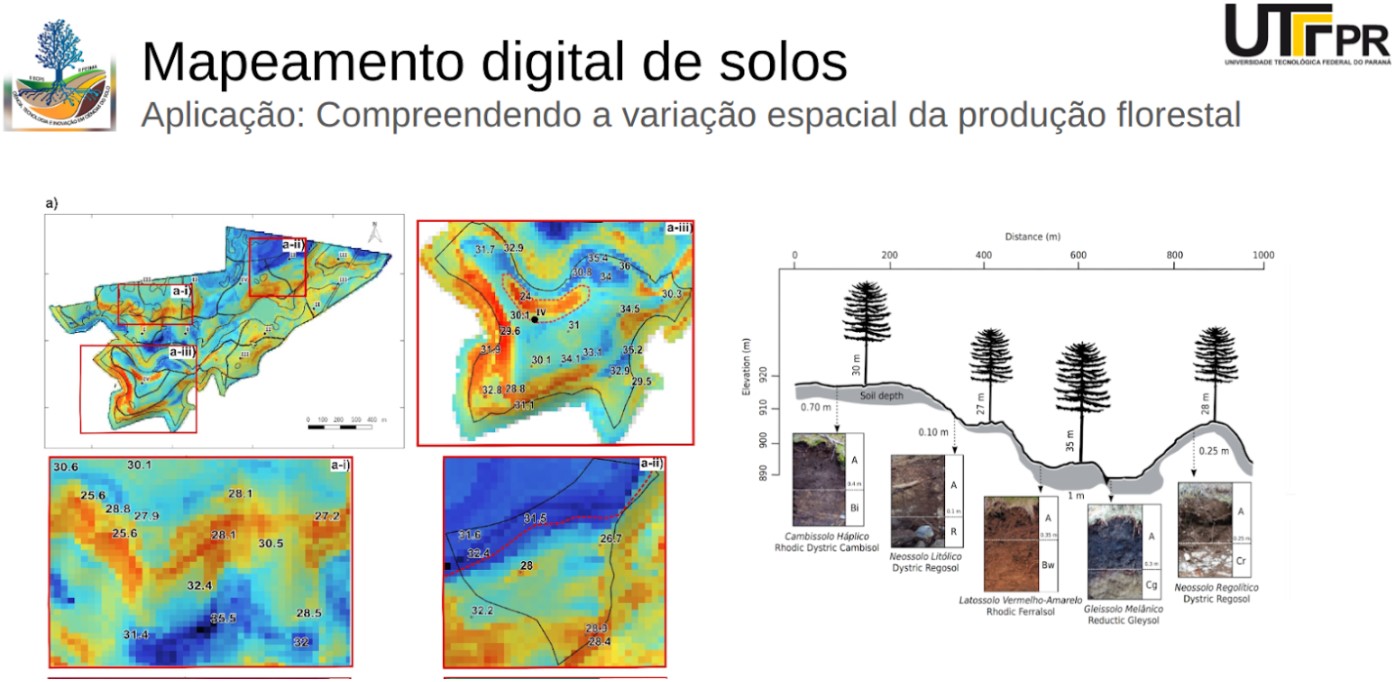 Mapeamento digital de solos
Aplicação: Compreendendo a variação espacial da produção florestal
UTFPR
UNIVERSIDADE TECNOLÓGICA FEDERAL DO PARANÁ
a)
a-ii)
a-i)
a-iii)
0 100 200 300 400 m
a-iii)
31.7 32.9
35.4
30.8 34 36
24
30.3
30.1 IV
34.5
29.6 31
31.9
30.1 34.1 33.1 35.2
32.9
29.5
32.8 28.8
31.1
a-i)
30.6 30.1
25.6 28.1
28.8 27.9 27.2
25.6 28.1
30.5
32.4
28.5
35.5
31.4 32
a-ii)
31.5
31.6 26.7
32.4
28
32.2
28.3
28.4
Distance (m)
0 200 400 600 800 1000
Elevation (m)
920
910
900
890
30 m
27 m
35 m
28 m
Soil depth
0.70 m
0.10 m
1 m
0.25 m
A
0.4 m
Bi
Cambissolo Háplico
Rhodic Dystric Cambisol
A
0.1 m
R
Neossolo Litólico
Dystric Regosol
A
0.35 m
Bw
Latossolo Vermelho-Amarelo
Rhodic Ferralsol
A
0.3 m
Cg
Gleissolo Melânico
Reductic Gleysol
A
0.25 m
Cr
Neossolo Regolítico
Dystric Regosol